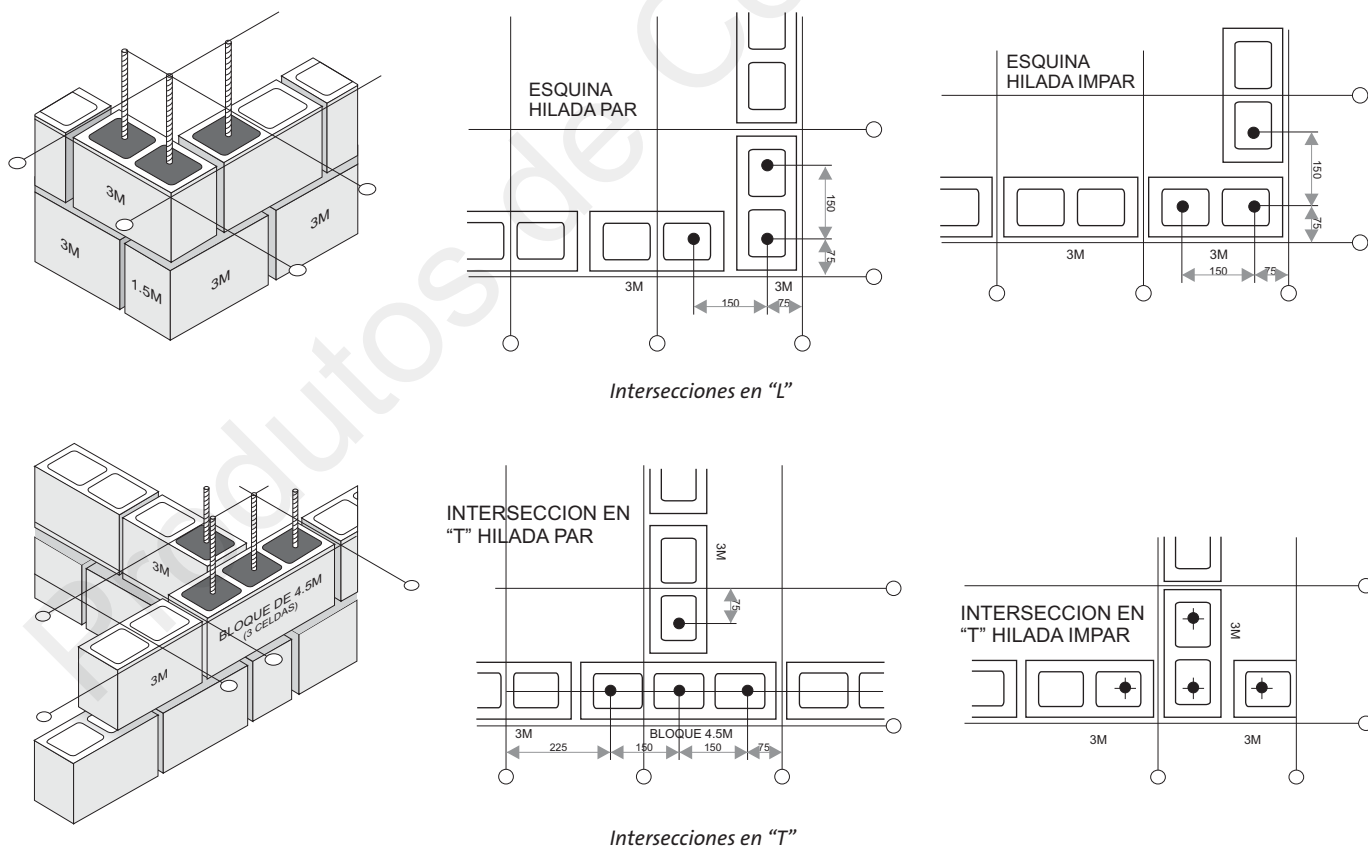 Produtos de
3M
3M
1.5M
3M
3M
ESQUINA
HILADA PAR
150
75
3M
3M
150
75
ESQUINA
HILADA IMPAR
150
75
3M
3M
150
75
Intersecciones en “L”
3M
BLOQUE DE 4.5M
(3 CELDAS)
3M
INTERSECCION EN
“T” HILADA PAR
3M
75
3M
BLOQUE 4.5M
225
150
150
75
INTERSECCION EN
“T” HILADA IMPAR
3M
3M
3M
Intersecciones en “T”